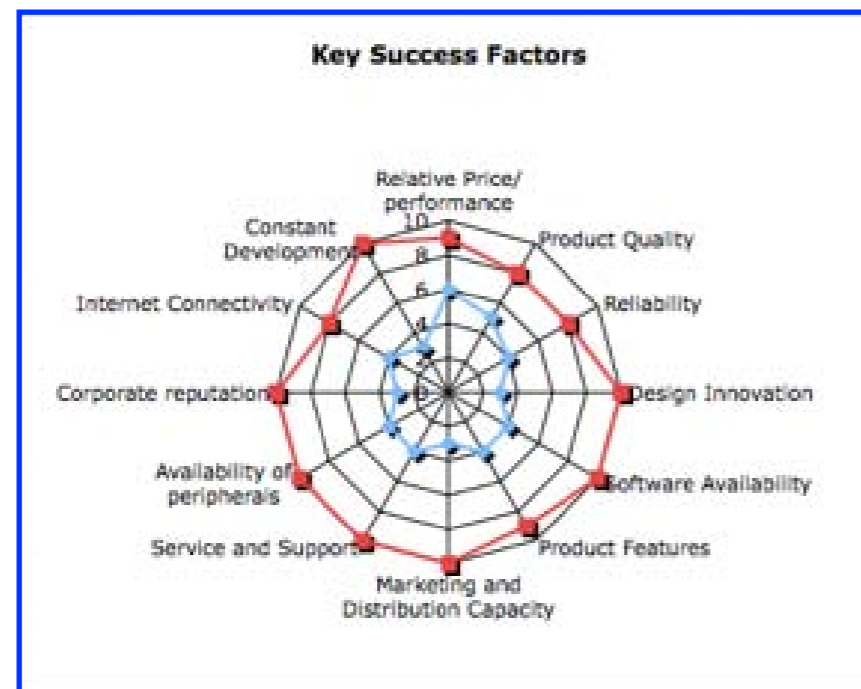 Key Success Factors
Relative Price/
performance
Constant
Development
Product Quality
Internet Connectivity
Reliability
Corporate reputation
Design Innovation
Availability of
peripherals
Software Availability
Service and Support
Product Features
Marketing and
Distribution Capacity
10
8
6
4
0